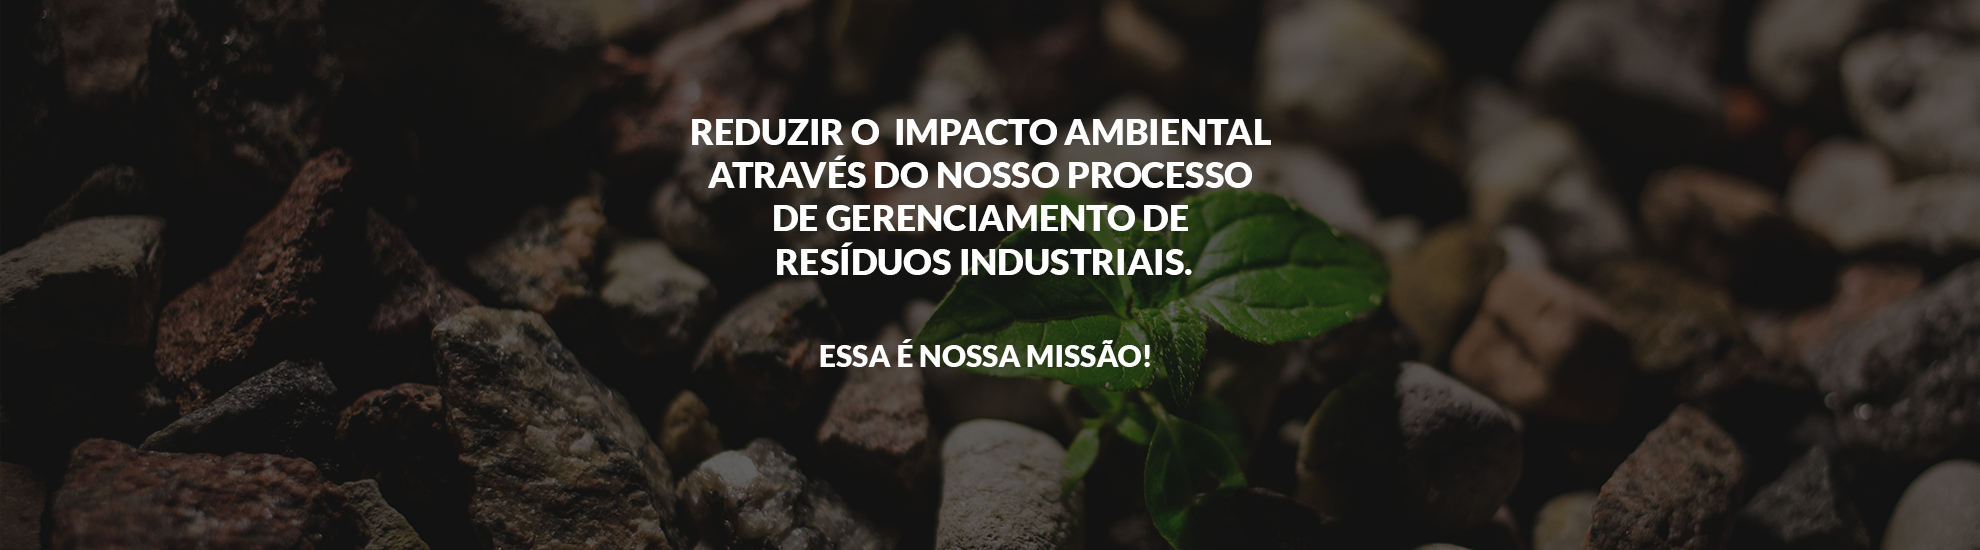 REDUZIR O  IMPACTO AMBIENTAL
ATRAVÉS DO NOSSO PROCESSO
DE GERENCIAMENTO DE
RESÍDUOS INDUSTRIAIS.
ESSA É NOSSA MISSÃO!